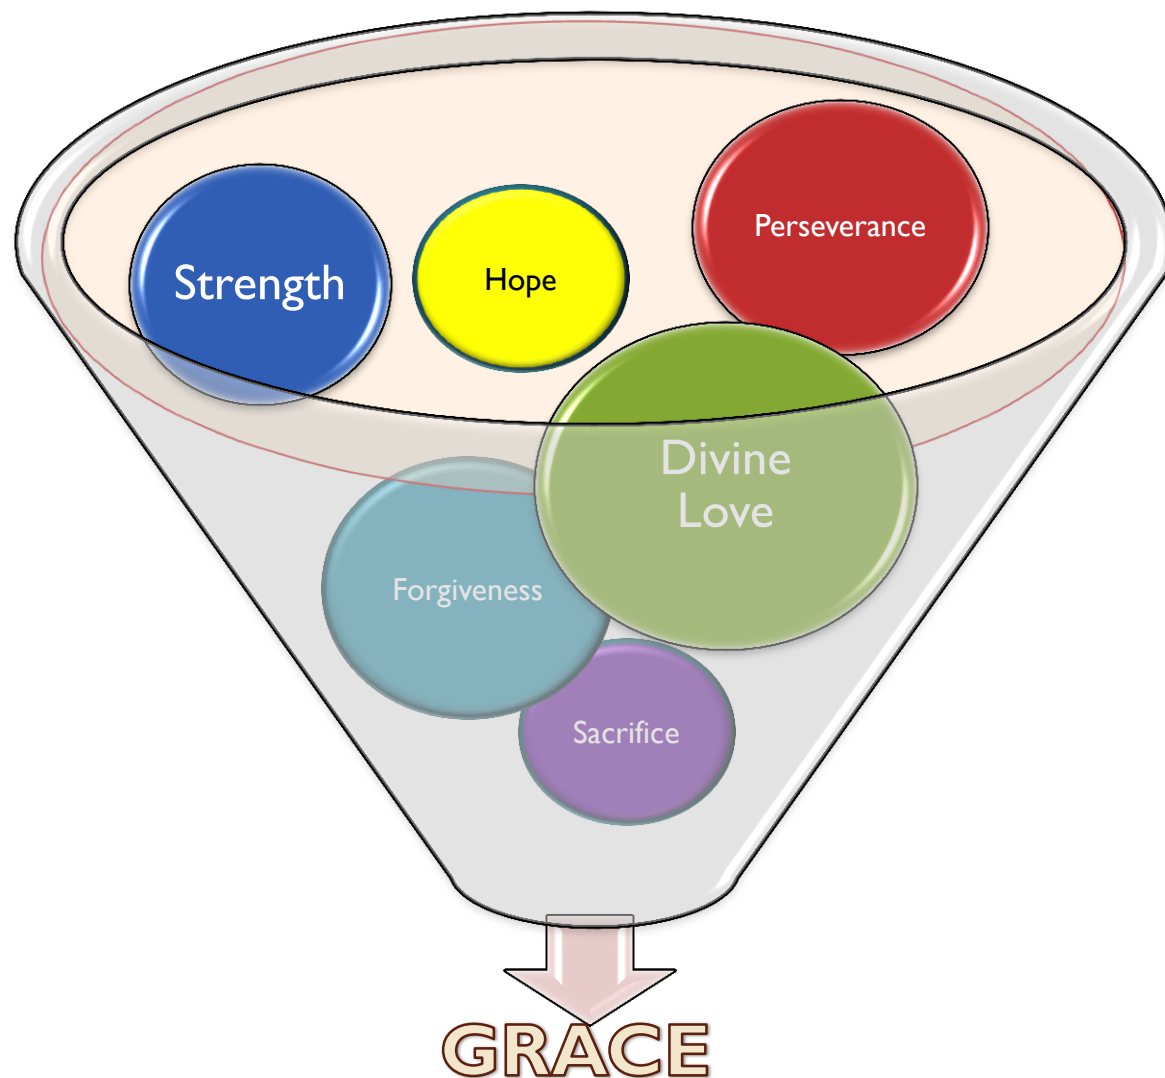 Strength
Hope
Perseverance
Divine
Love
Forgiveness
Sacrifice
GRACE